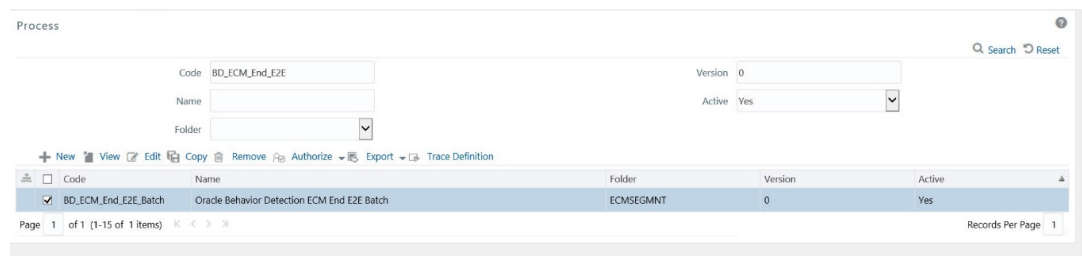 Process
Search Reset
Code BD_ECM_End_E2E Version 0
Name Active Yes
Folder
New View Edit Copy Remove Authorize Export Trace Definition
Code Name Folder Version Active
BD_ECM_End_E2E_Batch Oracle Behavior Detection ECM End E2E Batch ECMSEGMNT 0 Yes
Page 1 of 1 (1-15 of 1 items) Records Per Page 1